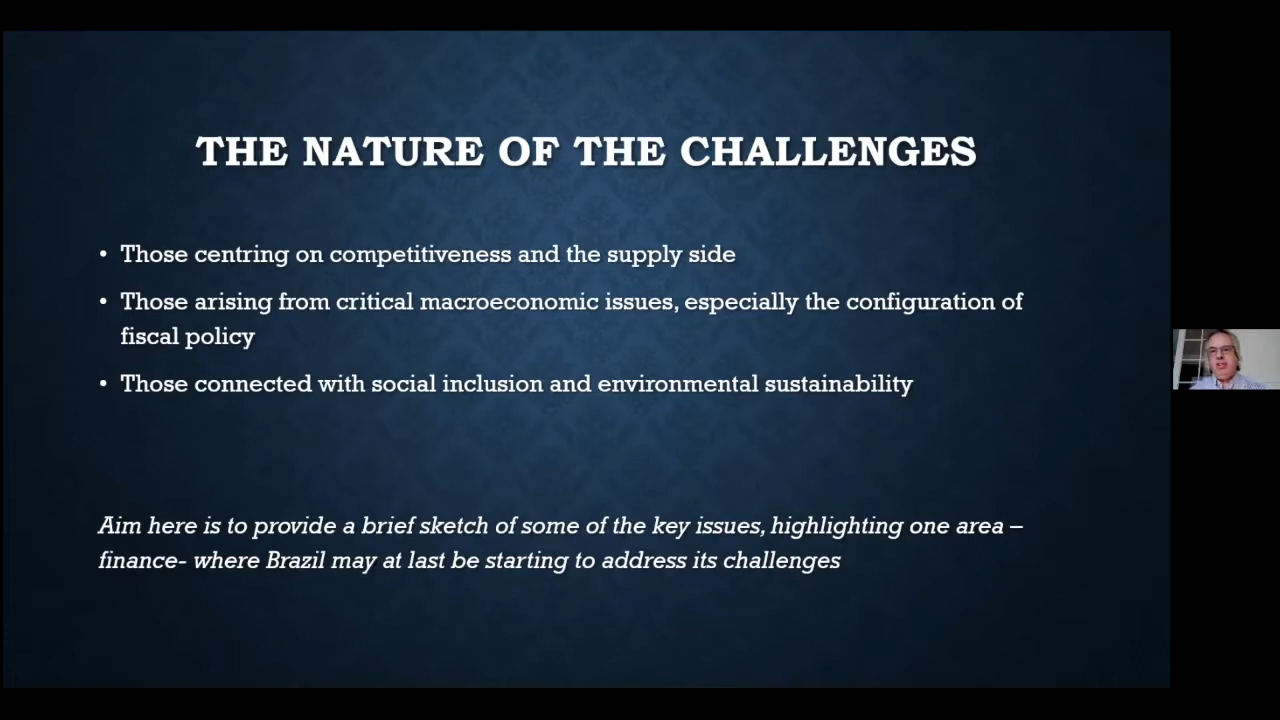 THE NATURE OF THE CHALLENGES
• Those centring on competitiveness and the supply side
• Those arising from critical macroeconomic issues, especially the configuration of
fiscal policy
• Those connected with social inclusion and environmental sustainability
Aim here is to provide a brief sketch of some of the key issues, highlighting one area –
finance- where Brazil may at last be starting to address its challenges